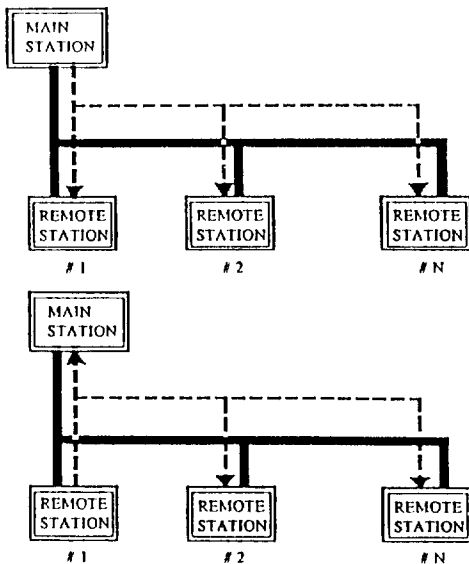 MAIN
STATION
REMOTE
STATION
REMOTE
STATION
REMOTE
STATION
# 1
# 2
# N
MAIN
STATION
REMOTE
STATION
REMOTE
STATION
REMOTE
STATION
# 1
# 2
# N